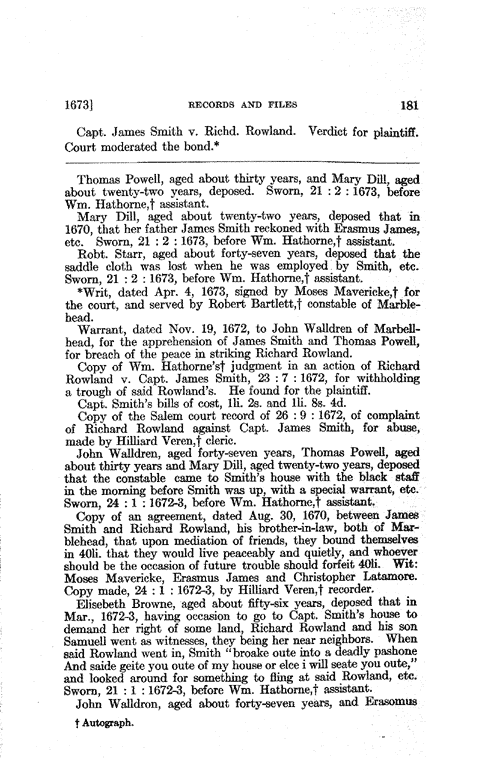 1673] RECORDS AND FILES 181
Capt. James Smith v. Richd. Rowland. Verdict for plaintiff.
Court moderated the bond.*
Thomas Powell, aged about thirty years, and Mary Dill, aged
about twenty-two years, deposed. Sworn, 21 : 2 : 1673, before
Wm. Hathorne,† assistant.
Mary Dill, aged about twenty-two years, deposed that in
1670, that her father James Smith reckoned with Erasmus James,
etc. Sworn, 21 : 2 : 1673, before Wm. Hathorne,† assistant.
Robt. Starr, aged about forty-seven years, deposed that the
saddle cloth was lost when he was employed by Smith, etc.
Sworn, 21 : 2 : 1673, before Wm. Hathorne,† assistant.
*Writ, dated Apr. 4, 1673, signed by Moses Mavericke,† for
the court, and served by Robert Bartlett,† constable of Marble-
head.
Warrant, dated Nov. 19, 1672, to John Walldren of Marbell-
head, for the apprehension of James Smith and Thomas Powell,
for breach of the peace in striking Richard Rowland.
Copy of Wm. Hathorne's† judgment in an action of Richard
Rowland v. Capt. James Smith, 23 : 7 : 1672, for withholding
a trough of said Rowland's. He found for the plaintiff.
Capt. Smith's bills of cost, 1li. 2s. and 1li. 8s. 4d.
Copy of the Salem court record of 26 : 9 : 1672, of complaint
of Richard Rowland against Capt. James Smith, for abuse,
made by Hilliard Veren,† cleric.
John Walldren, aged forty-seven years, Thomas Powell, aged
about thirty years and Mary Dill, aged twenty-two years, deposed
that the constable came to Smith's house with the black staff
in the morning before Smith was up, with a special warrant, etc.
Sworn, 24 : 1 : 1672-3, before Wm. Hathorne,† assistant.
Copy of an agreement, dated Aug. 30, 1670, between James
Smith and Richard Rowland, his brother-in-law, both of Mar-
blehead, that upon mediation of friends, they bound themselves
in 40li. that they would live peaceably and quietly, and whoever
should be the occasion of future trouble should forfeit 40li. Wit:
Moses Mavericke, Erasmus James and Christopher Latamore.
Copy made, 24 : 1 : 1672-3, by Hilliard Veren,† recorder.
Elisebeth Browne, aged about fifty-six years, deposed that in
Mar., 1672-3, having occasion to go to Capt. Smith's house to
demand her right of some land, Richard Rowland and his son
Samuell went as witnesses, they being her near neighbors. When
said Rowland went in, Smith "broake oute into a deadly pashone
And saide geite you oute of my house or elce i will seate you oute,"
and looked around for something to fling at said Rowland, etc.
Sworn, 21 : 1 : 1672-3, before Wm. Hathorne,† assistant.
John Walldron, aged about forty-seven years, and Erasomus
† Autograph.